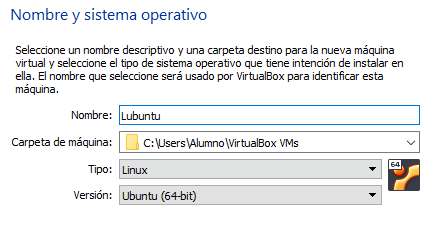 Nombre y sistema operativo
Seleccione un nombre descriptivo y una carpeta destino para la nueva máquina
virtual y seleccione el tipo de sistema operativo que tiene intención de instalar en
ella. El nombre que seleccione será usado por VirtualBox para identificar esta
máquina.
Nombre: Lubuntu
Carpeta de máquina: C:\Users\Alumno\VirtualBox VMs
Tipo: Linux
64
Versión: Ubuntu (64-bit)